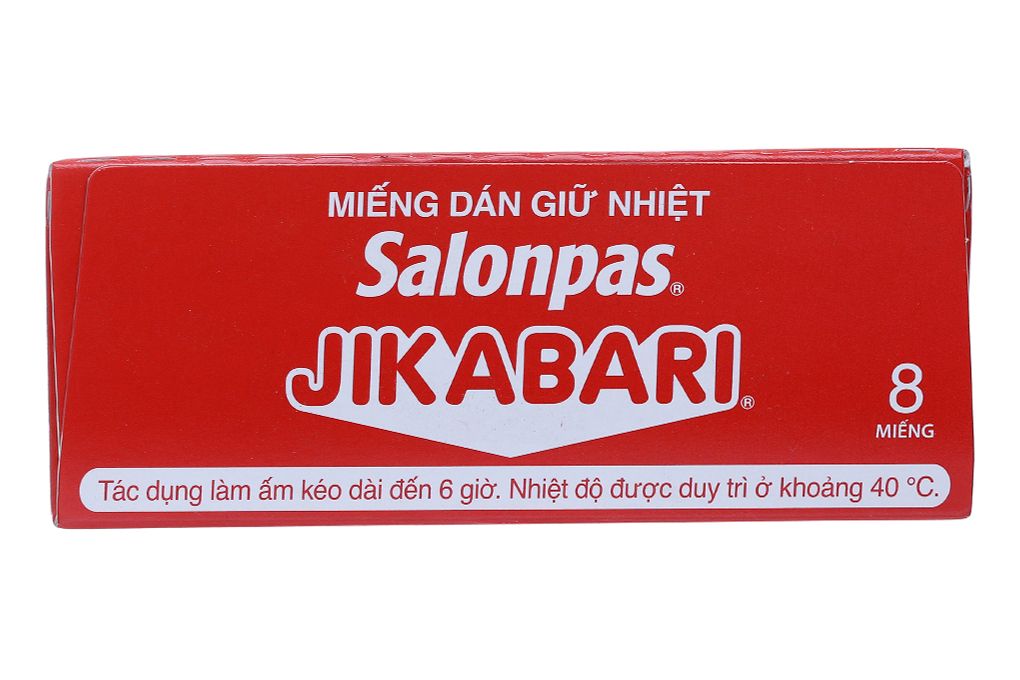 MIẾNG DÁN GIỮ NHIỆT
Salonpas®
JIKABARI®
8
MIẾNG
Tác dụng làm ấm kéo dài đến 6 giờ. Nhiệt độ được duy trì ở khoảng 40 °C.